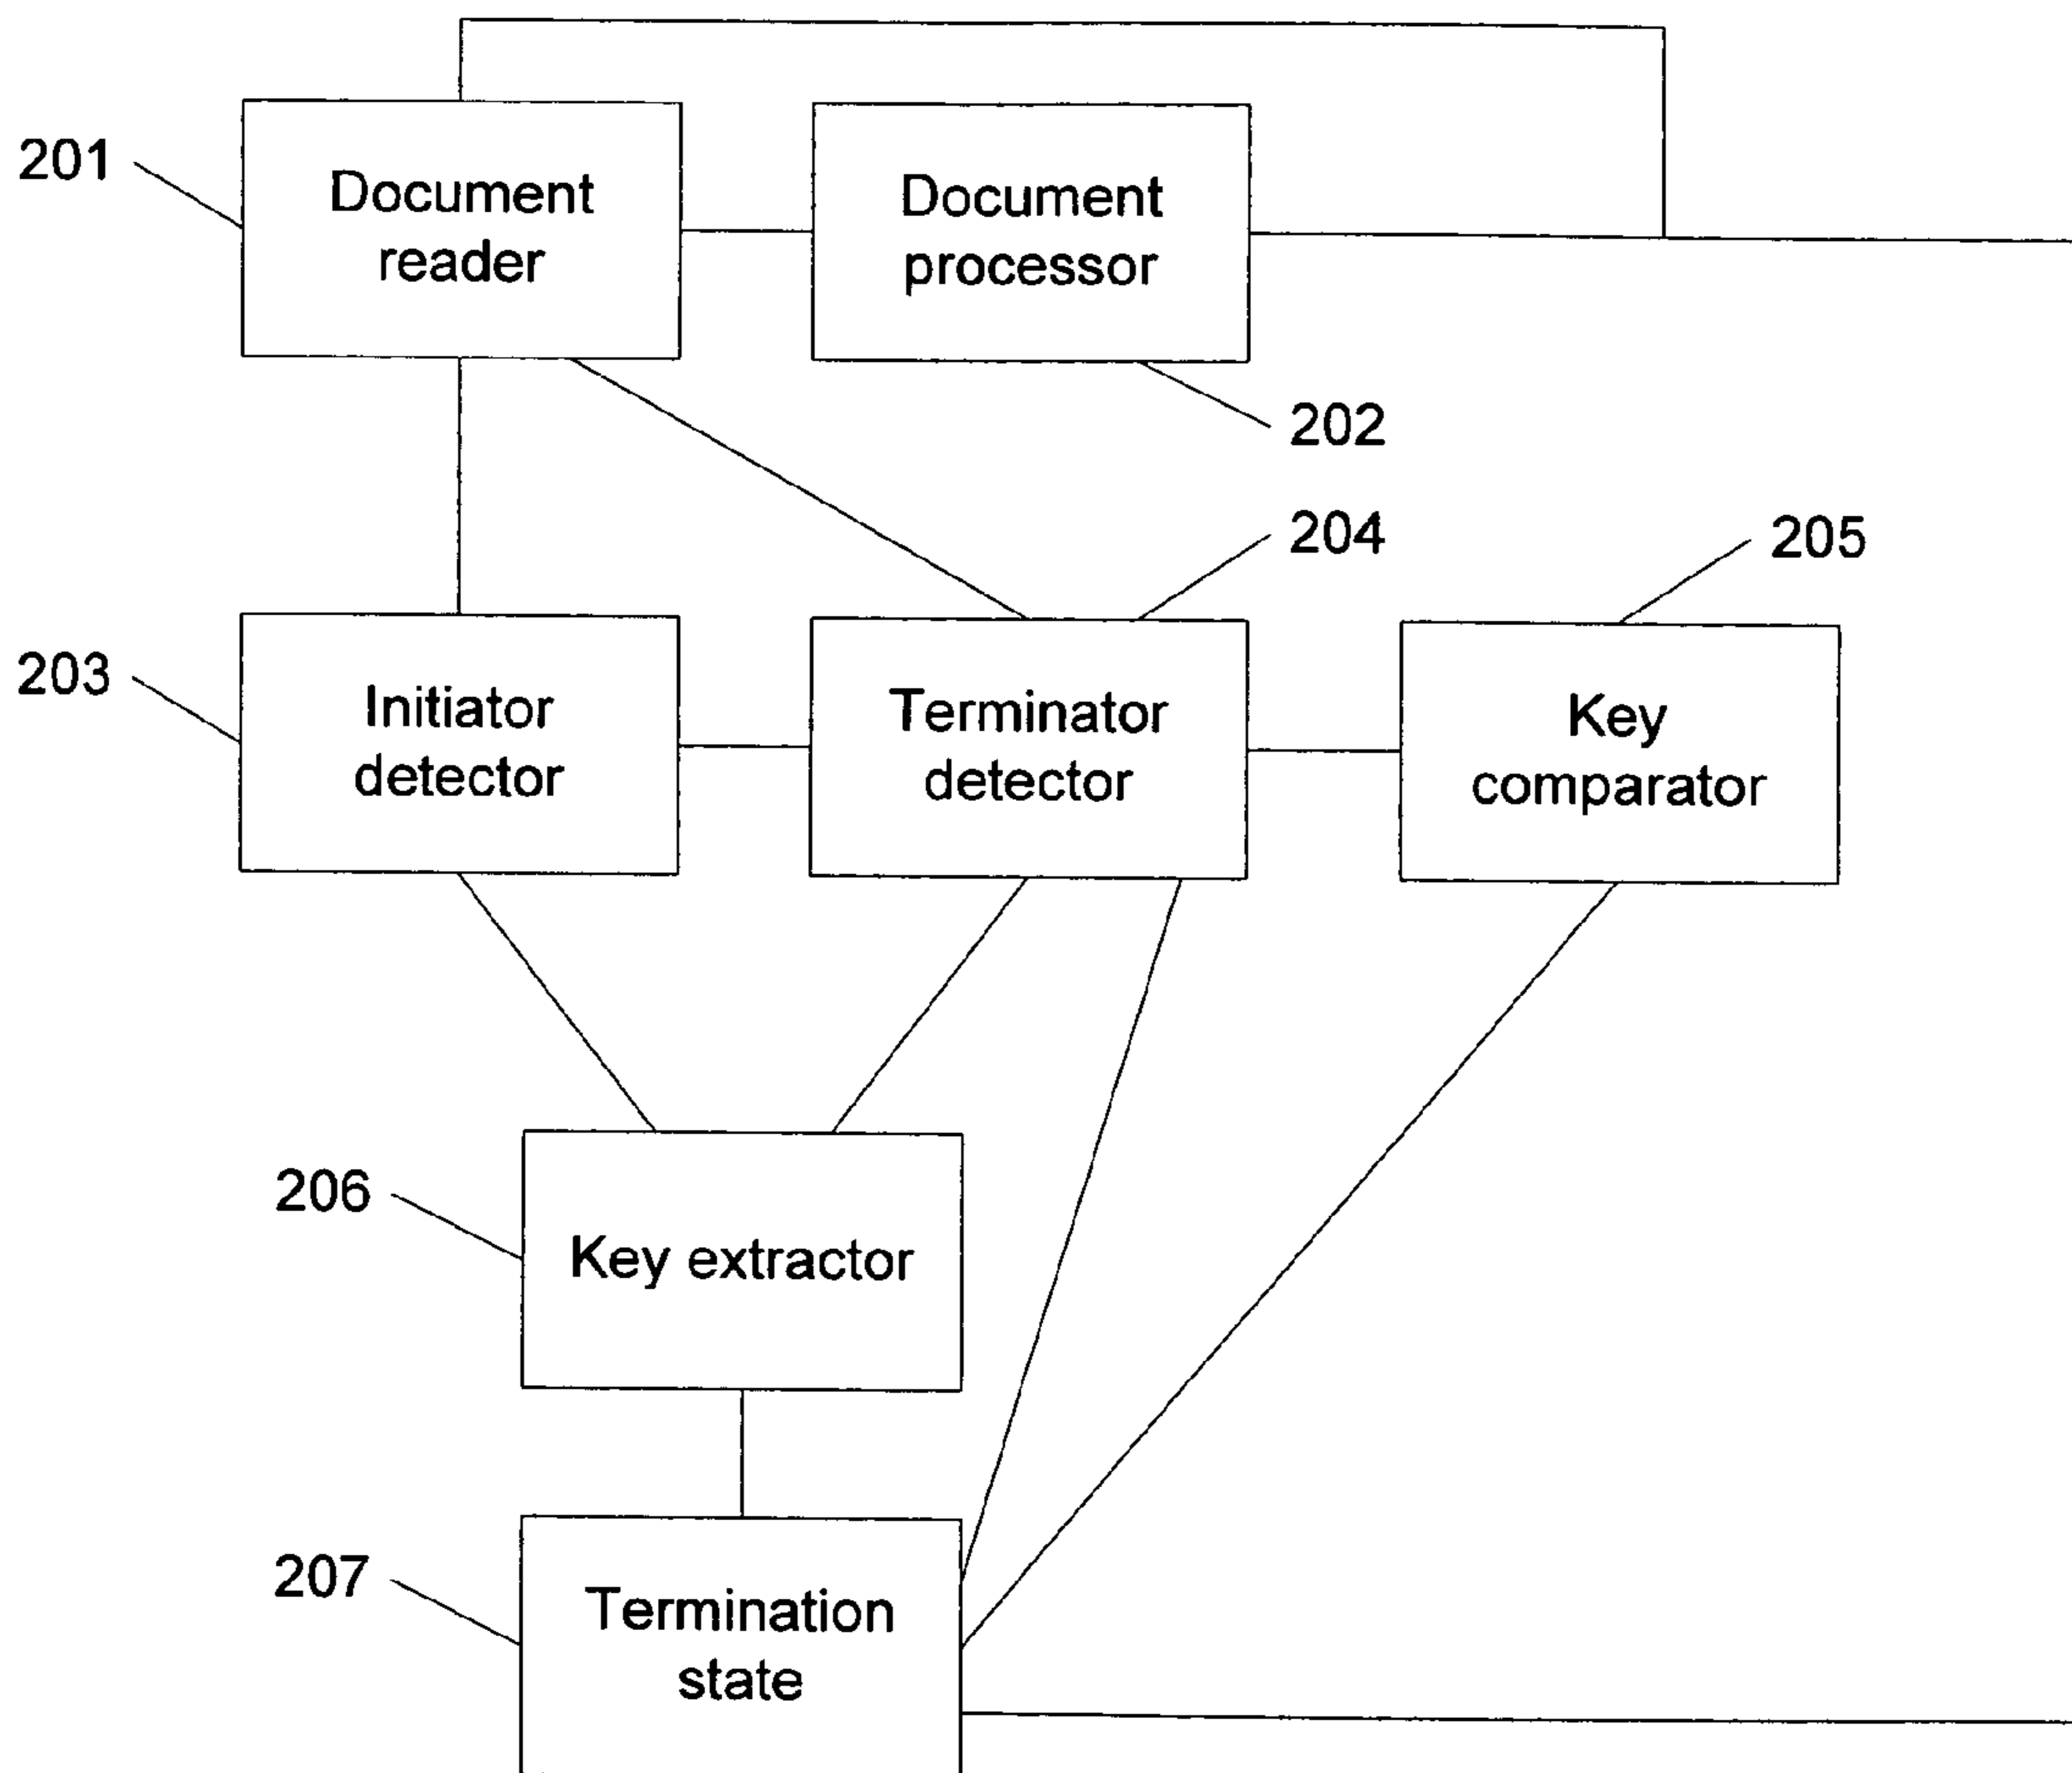 201
Document
reader
Document
processor
202
204
205
203
Initiator
detector
Terminator
detector
Key
comparator
206
Key extractor
207
Termination
state